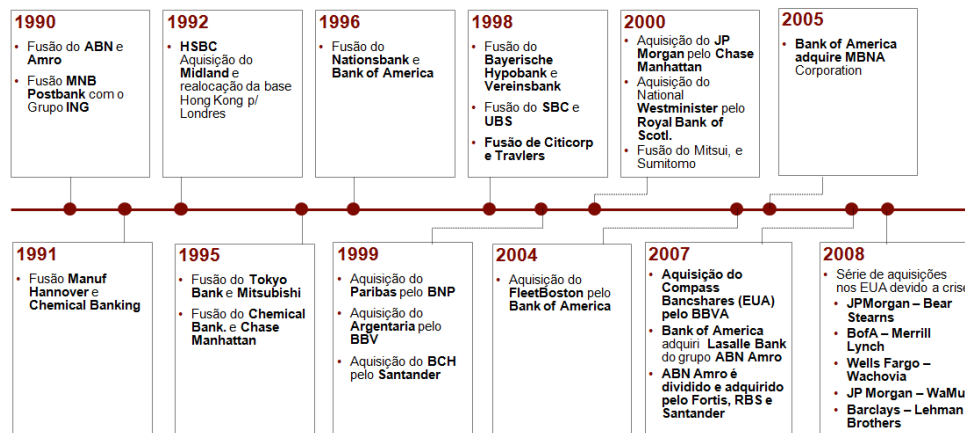 1990
• Fusão do ABN e
Amro
• Fusão MNB
Postbank com o
Grupo ING
1992
• HSBC
Aquisição do
Midland e
realocação da base
Hong Kong p/
Londres
1996
• Fusão do
Nationsbank e
Bank of America
1998
• Fusão do
Bayerische
Hypobank e
Vereinsbank
• Fusão do SBC e
UBS
• Fusão de Citicorp
e Travlers
2000
• Aquisição do JP
Morgan pelo Chase
Manhattan
• Aquisição do
National
Westminister pelo
Royal Bank of
Scotl.
• Fusão do Mitsui, e
Sumitomo
2005
• Bank of America
adquire MBNA
Corporation
1991
• Fusão Manuf
Hannover e
Chemical Banking
1995
• Fusão do Tokyo
Bank e Mitsubishi
• Fusão do Chemical
Bank. e Chase
Manhattan
1999
• Aquisição do
Paribas pelo BNP
• Aquisição do
Argentaria pelo
BBV
• Aquisição do BCH
pelo Santander
2004
• Aquisição do
FleetBoston pelo
Bank of America
2007
• Aquisição do
Compass
Bancshares (EUA)
pelo BBVA
• Bank of America
adquiri Lasalle Bank
do grupo ABN Amro
• ABN Amro é
dividido e adquirido
pelo Fortis, RBS e
Santander
2008
• Série de aquisições
nos EUA devido a crise
• JPMorgan – Bear
Stearns
• BofA – Merrill
Lynch
• Wells Fargo –
Wachovia
• JP Morgan – WaMu
• Barclays – Lehman
Brothers